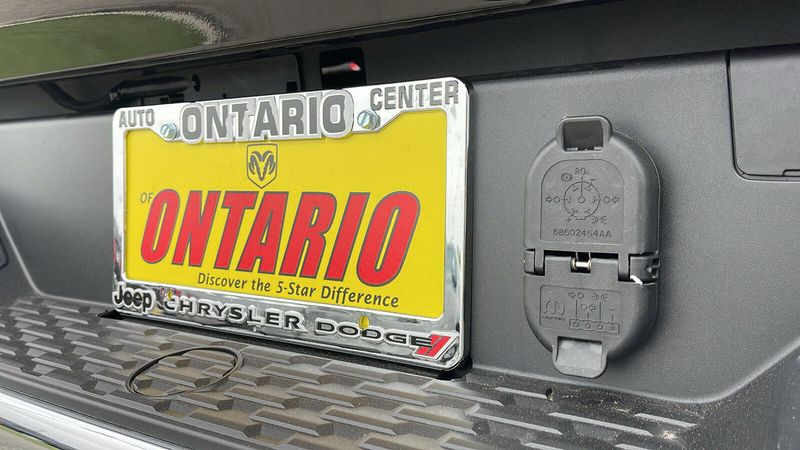 AUTO ONTARIO CENTER
OF ONTARIO
Discover the 5-Star Difference
Jeep CHRYSLER DODGE
68602464AA